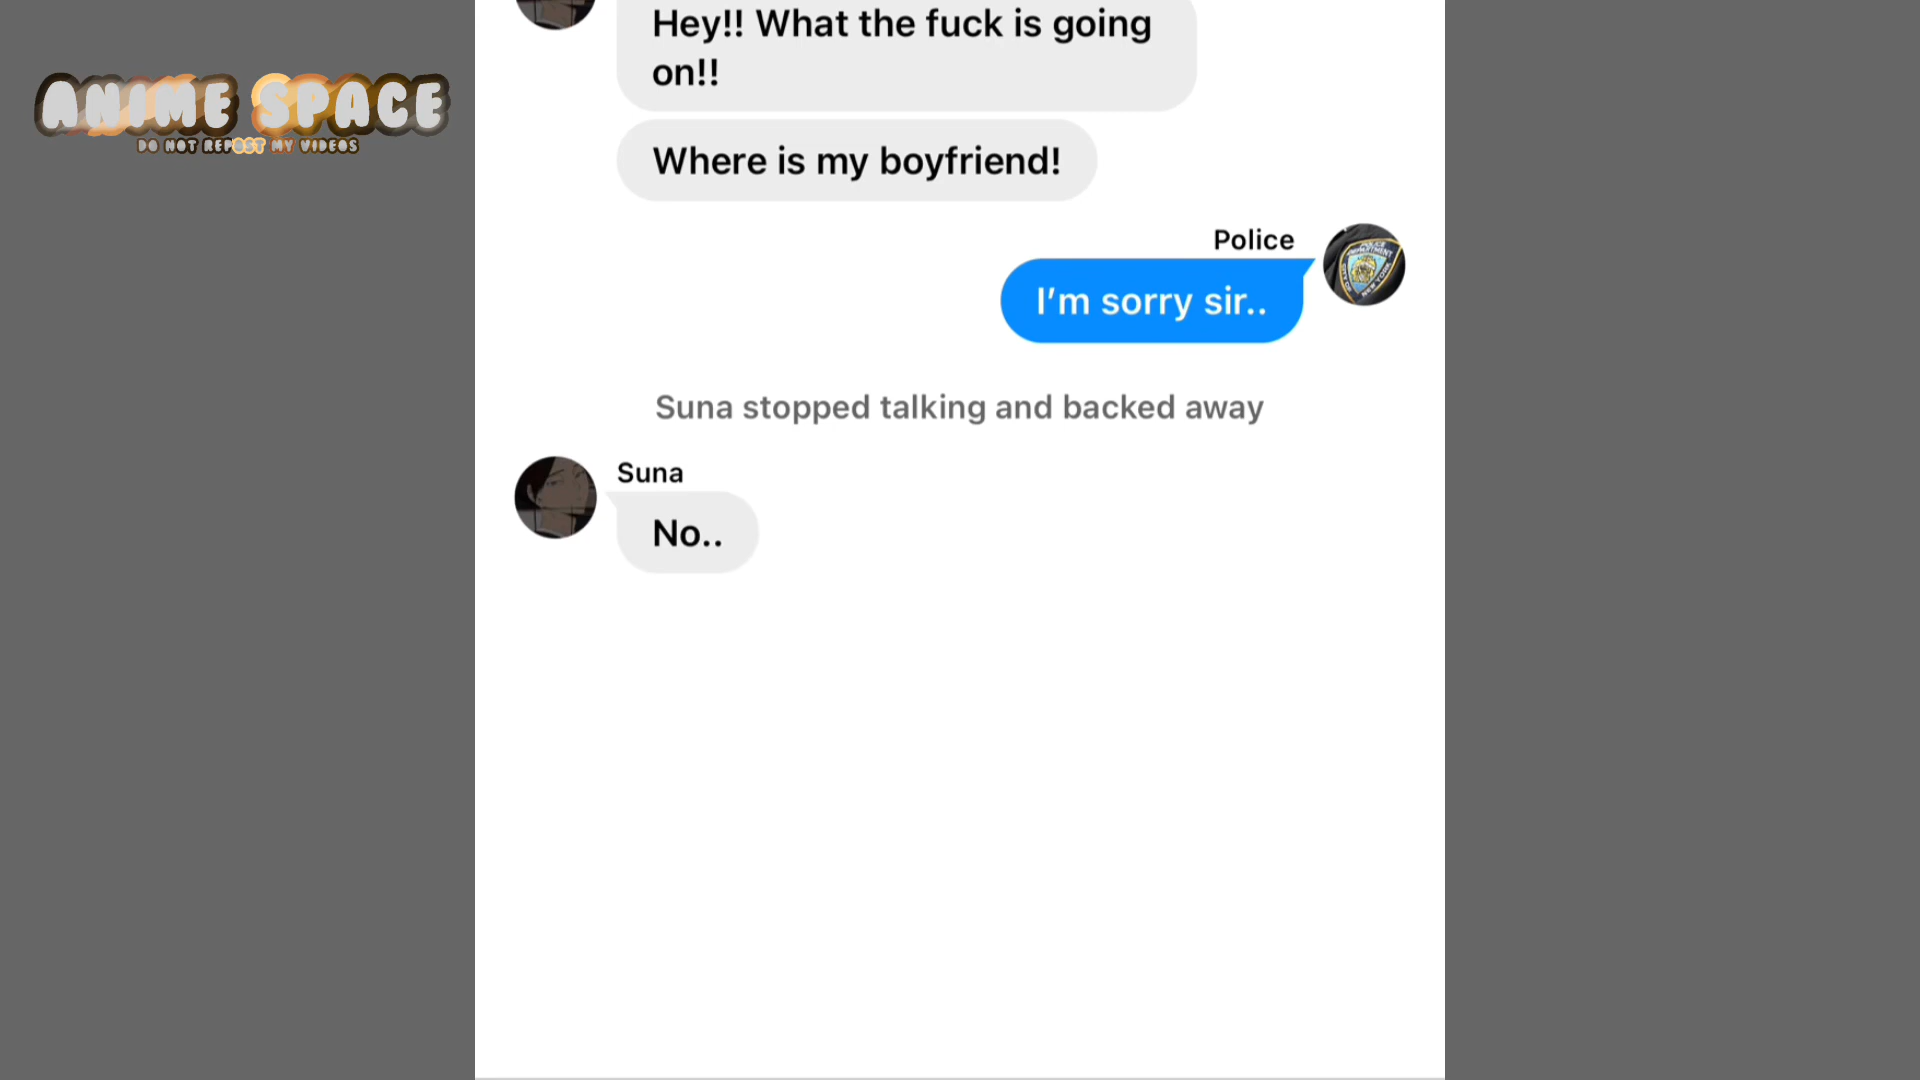 ANIME SPACE
DO NOT REPOST MY VIDEOS
Hey!! What the fuck is going
on!!
Where is my boyfriend!
Police
I'm sorry sir..
Suna stopped talking and backed away
Suna
No..